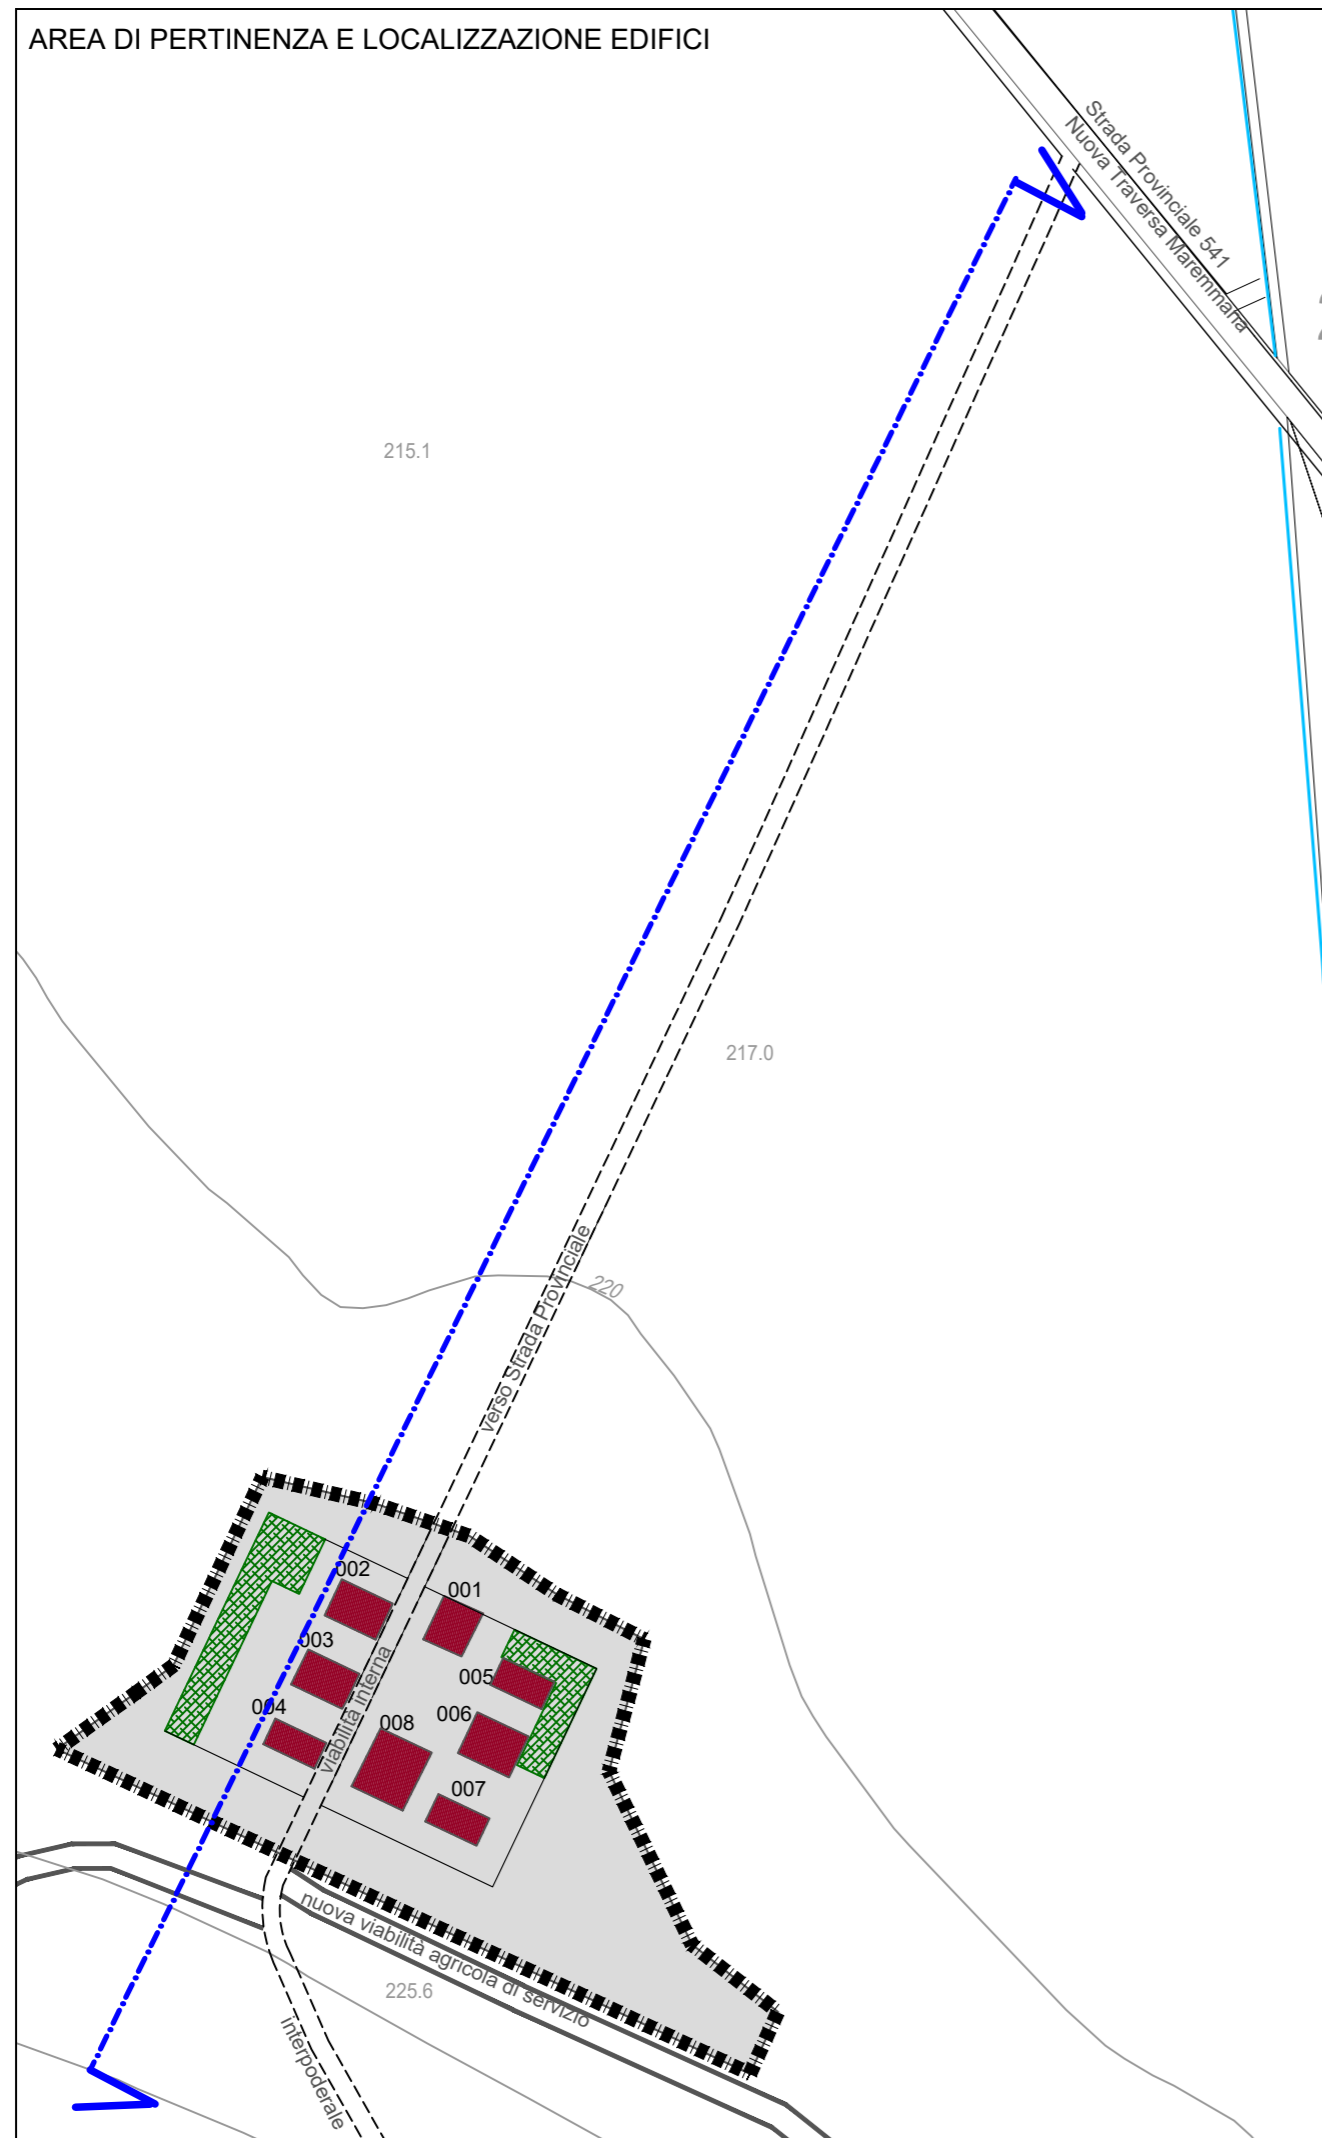 AREA DI PERTINENZA E LOCALIZZAZIONE EDIFICI
Strada Provinciale 541
Nuova Traversa Maremmana
215.1
217.0
verso Strada Provinciale
220
002
001
003
viabilità interna
005
004
006
008
007
nuova viabilità agricola di servizio
225.6
interpoderale